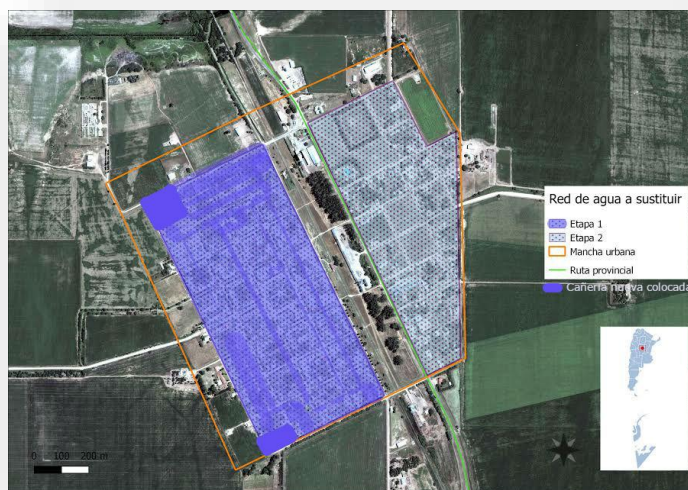 Red de agua a sustituir
Etapa 1
Etapa 2
Mancha urbana
Ruta provincial
Cañería nueva colocada
0 100 200 m